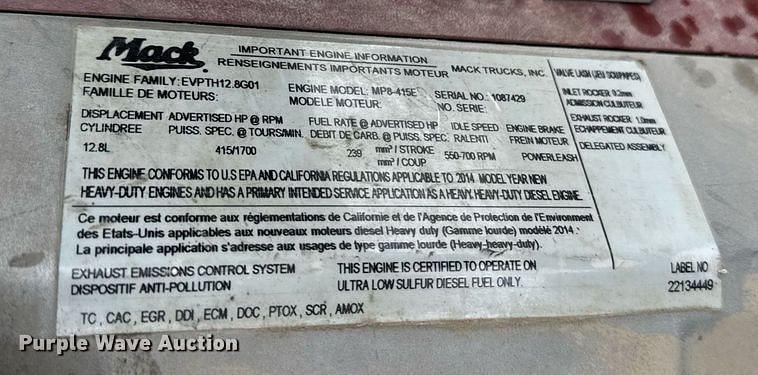 Mack
IMPORTANT ENGINE INFORMATION
RENSEIGNEMENTS IMPORTANTS MOTEUR
MACK TRUCKS, INC.
VALVE LASH (JEU SOUPAPES)
ENGINE FAMILY: EVPTH12.8G01
FAMILLE DE MOTEURS:
ENGINE MODEL: MP8-415E
MODELE MOTEUR:
SERIAL NO.: 1087429
NO. SERIE:
INLET ROCKER 0.2mm
ADMISSION CULBUTEUR
EXHAUST ROCKER 1.0mm
ECHAPPEMENT CULBUTEUR
DELEGATED ASSEMBLY
DISPLACEMENT ADVERTISED HP @ RPM FUEL RATE @ ADVERTISED HP IDLE SPEED ENGINE BRAKE
CYLINDREE PUISS. SPEC. @ TOURS/MIN. DEBIT DE CARB. @ PUISS. SPEC. RALENTI FREIN MOTEUR
12.8L 415/1700 239 mm³ / STROKE 550-700 RPM POWERLEASH
mm³ / COUP
THIS ENGINE CONFORMS TO U.S EPA AND CALIFORNIA REGULATIONS APPLICABLE TO 2014 MODEL YEAR NEW
HEAVY-DUTY ENGINES AND HAS A PRIMARY INTENDED SERVICE APPLICATION AS A HEAVY HEAVY-DUTY DIESEL ENGINE.
Ce moteur est conforme aux réglementations de Californie et de l'Agence de Protection de l'Environment
des Etats-Unis applicables aux nouveaux moteurs diesel Heavy duty (Gamme lourde) modèlé 2014.
La principale application s'adresse aux usages de type gamme lourde (Heavy-heavy-duty).
EXHAUST EMISSIONS CONTROL SYSTEM
DISPOSITIF ANTI-POLLUTION
THIS ENGINE IS CERTIFIED TO OPERATE ON
ULTRA LOW SULFUR DIESEL FUEL ONLY.
LABEL NO
22134449
TC , CAC , EGR , DDI , ECM , DOC , PTOX , SCR , AMOX
Purple Wave Auction